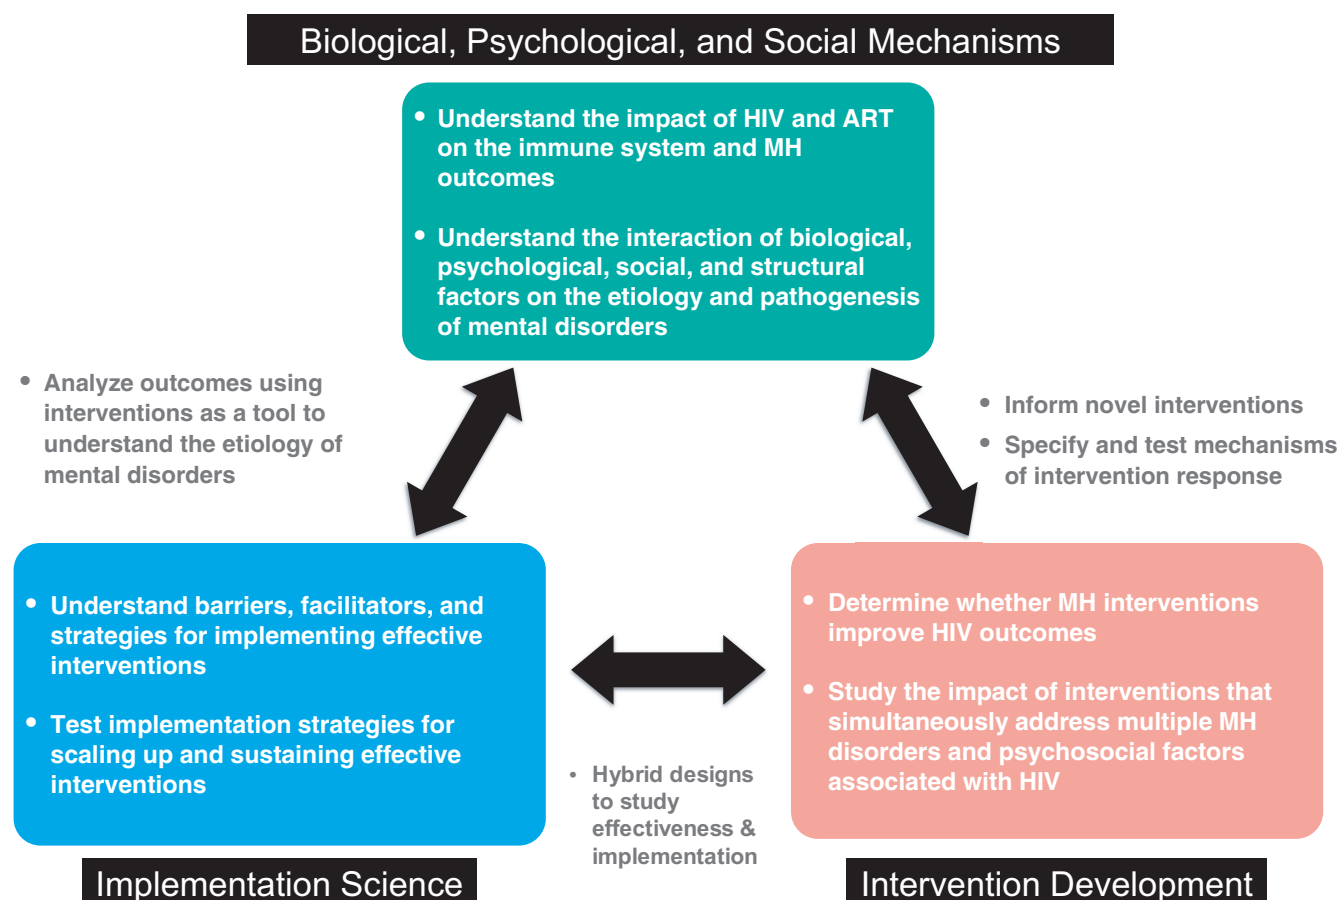 Biological, Psychological, and Social Mechanisms
• Understand the impact of HIV and ART
on the immune system and MH
outcomes
• Understand the interaction of biological,
psychological, social, and structural
factors on the etiology and pathogenesis
of mental disorders
• Analyze outcomes using
interventions as a tool to
understand the etiology of
mental disorders
• Inform novel interventions
• Specify and test mechanisms
of intervention response
• Understand barriers, facilitators, and
strategies for implementing effective
interventions
• Test implementation strategies for
scaling up and sustaining effective
interventions
• Hybrid designs
to study
effectiveness &
implementation
• Determine whether MH interventions
improve HIV outcomes
• Study the impact of interventions that
simultaneously address multiple MH
disorders and psychosocial factors
associated with HIV
Implementation Science
Intervention Development